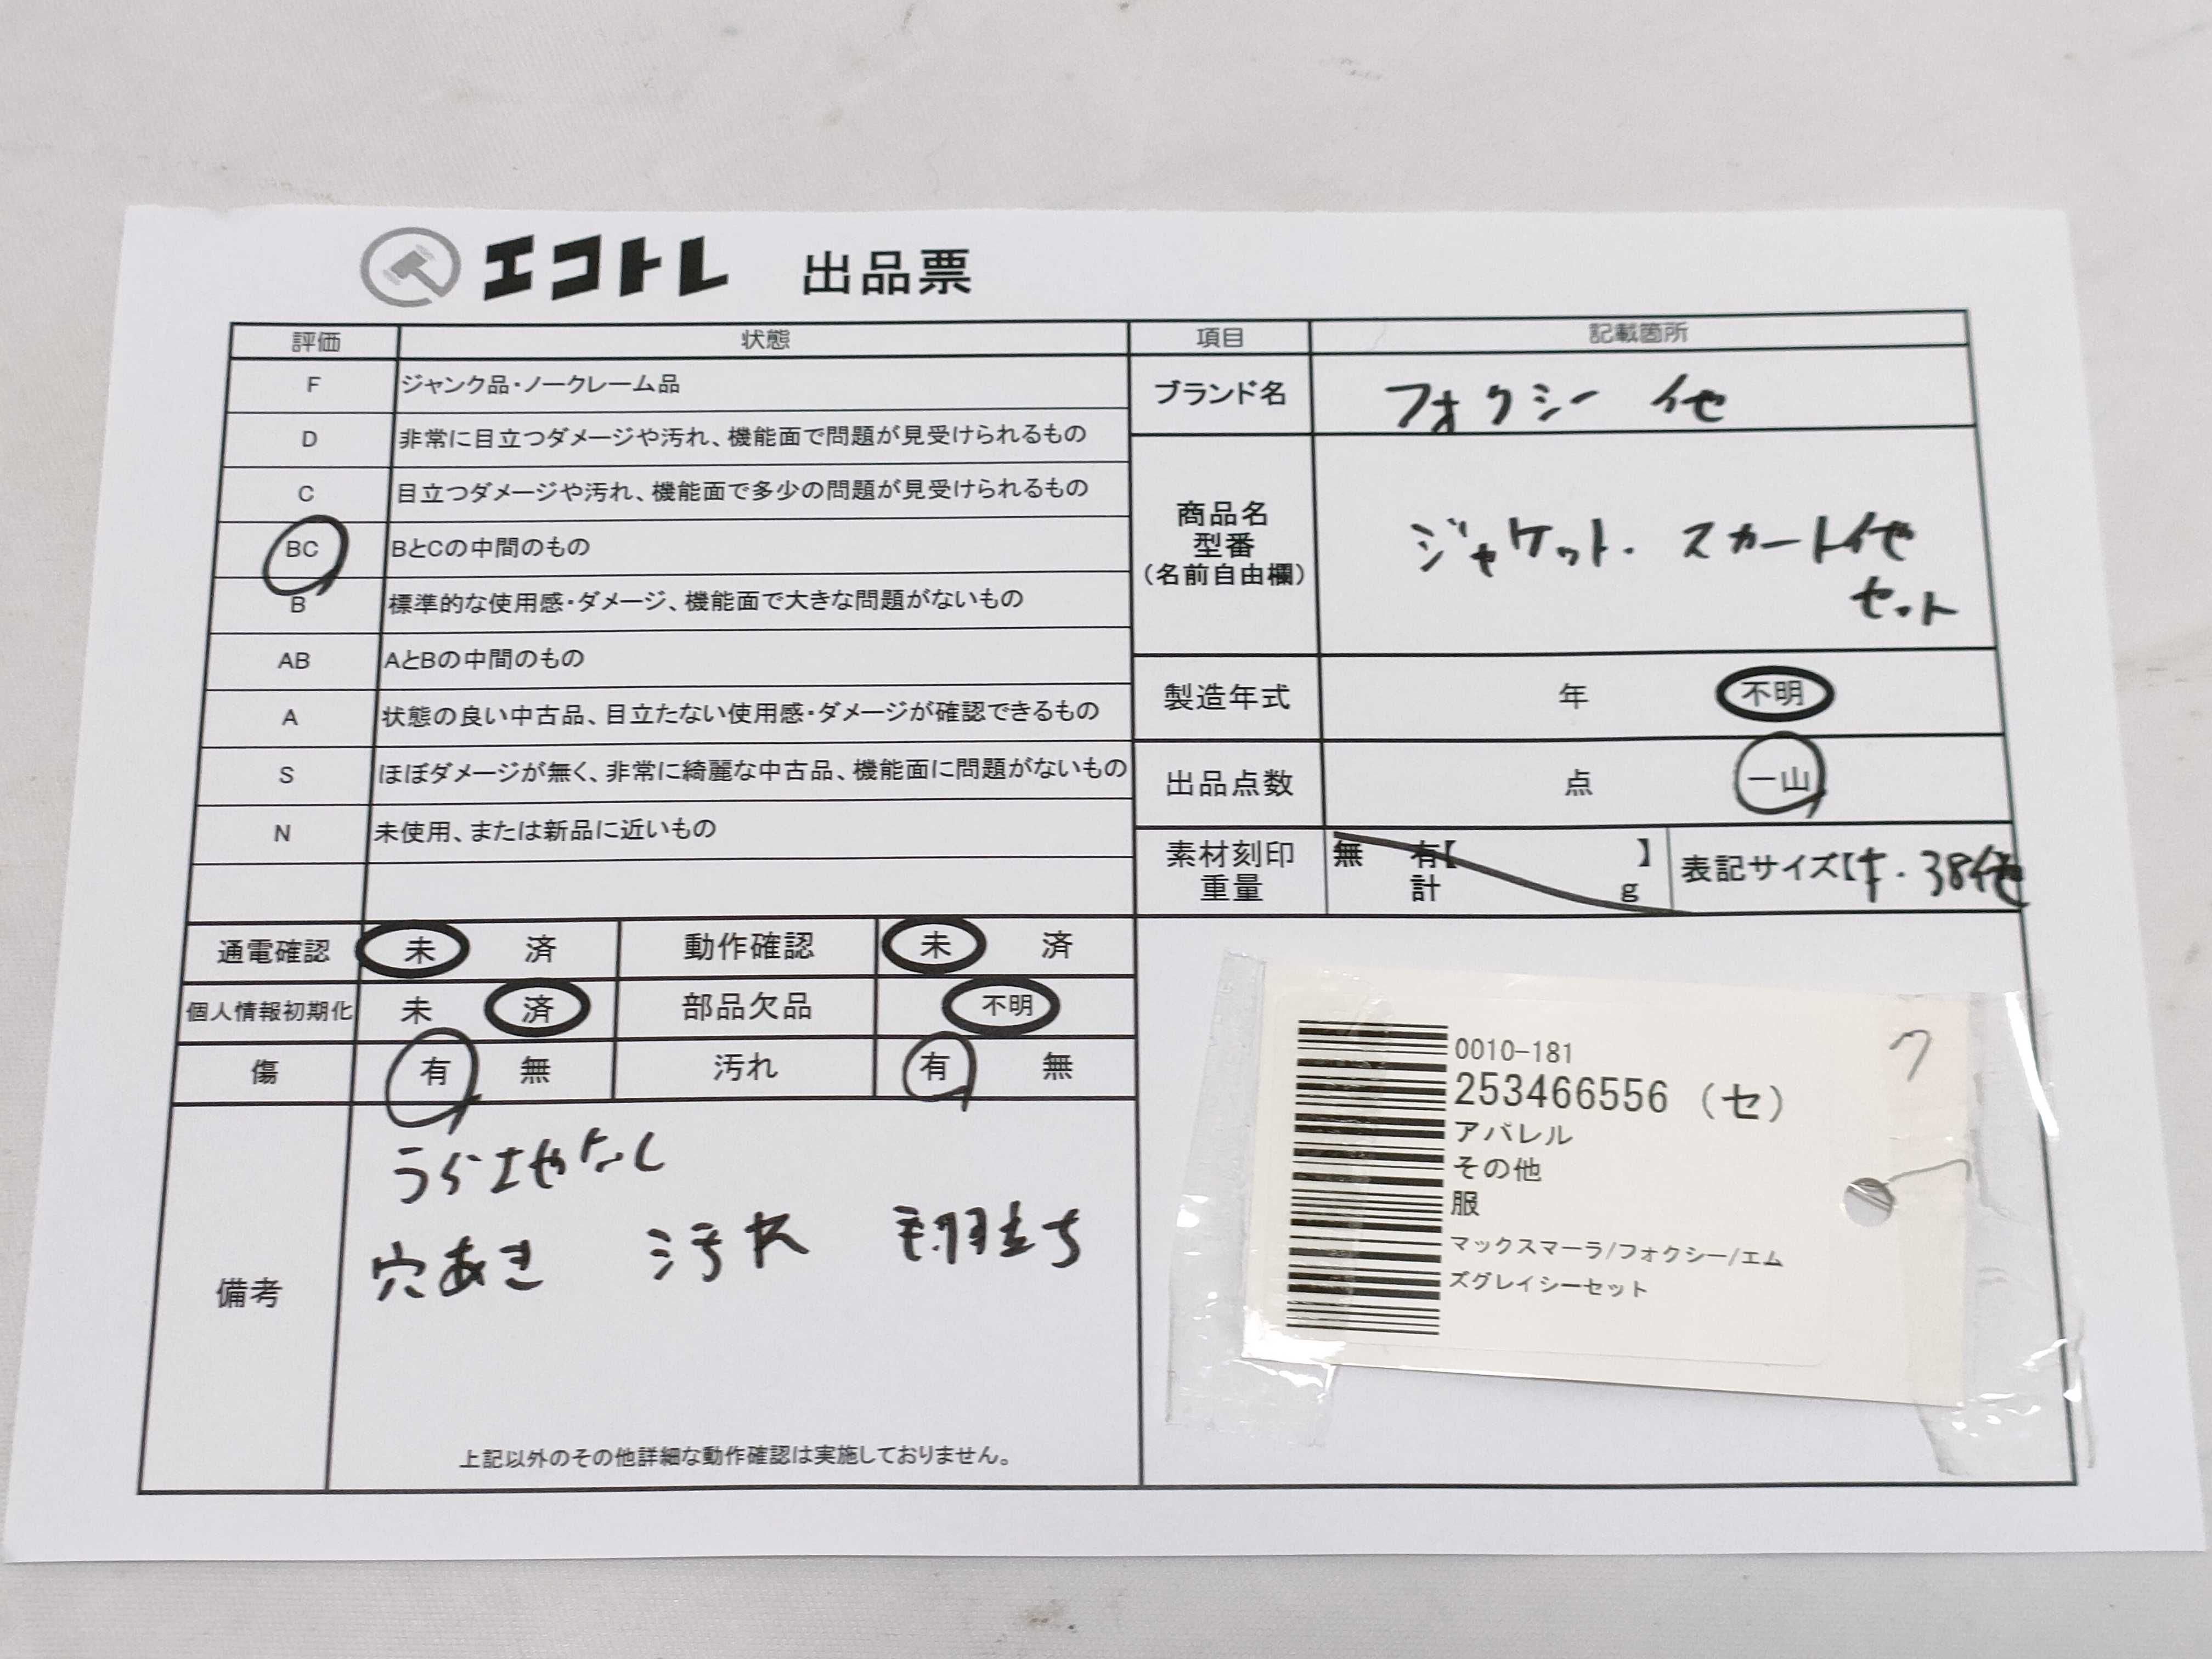 エコトレ 出品票
評価 状態 項目 記載箇所
F ジャンク品・ノークレーム品
D 非常に目立つダメージや汚れ、機能面で問題が見受けられるもの
C 目立つダメージや汚れ、機能面で多少の問題が見受けられるもの
BC BとCの中間のもの
B 標準的な使用感・ダメージ、機能面で大きな問題がないもの
AB AとBの中間のもの
A 状態の良い中古品、目立たない使用感・ダメージが確認できるもの
S ほぼダメージが無く、非常に綺麗な中古品、機能面に問題がないもの
N 未使用、または新品に近いもの
ブランド名 フォクシー 他
商品名
型番
(名前自由欄)
ジャケット・スカート他
セット
製造年式 年 不明
出品点数 点 一山
素材刻印 無 有【 】
重量 計 g
表記サイズ【 ・38他
通電確認 未 済 動作確認 未 済
個人情報初期化 未 済 部品欠品 不明
傷 有 無 汚れ 有 無
備考
うら地なし
穴あき 汚れ 毛羽立ち
上記以外のその他詳細な動作確認は実施しておりません。
0010-181
253466556 (セ)
アパレル
その他
服
マックスマーラ/フォクシー/エム
ズグレイシーセット